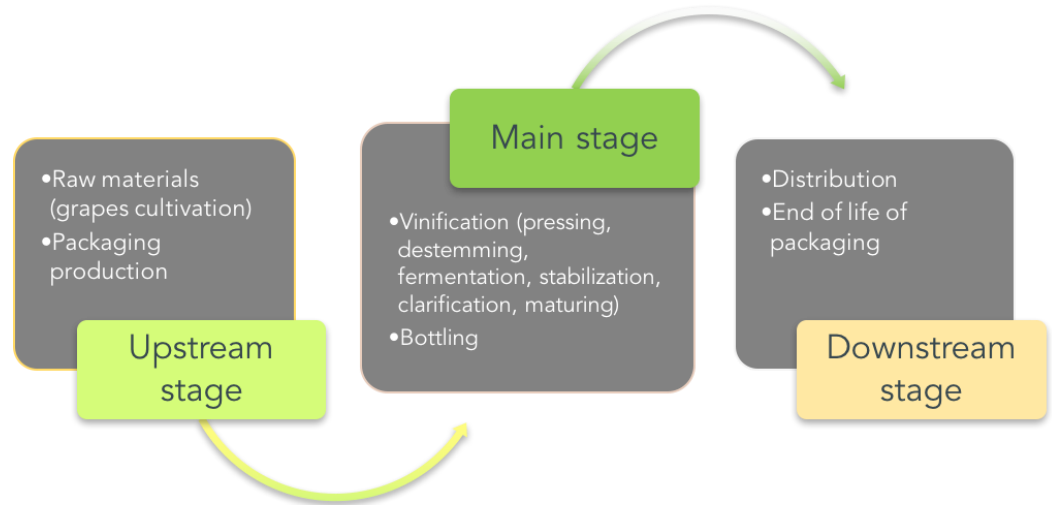 •Raw materials
(grapes cultivation)
•Packaging
production
Upstream
stage
Main stage
•Vinification (pressing,
destemming,
fermentation, stabilization,
clarification, maturing)
•Bottling
•Distribution
•End of life of
packaging
Downstream
stage